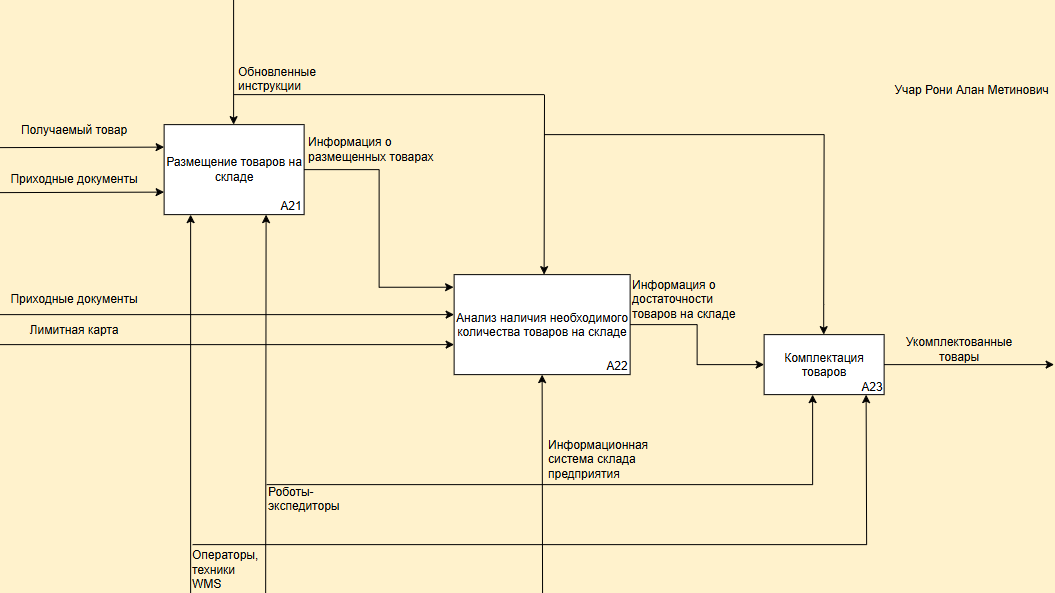 Обновленные
инструкции
Учар Рони Алан Метинович
Получаемый товар
Информация о
размещенных товарах
Размещение товаров на
складе
Приходные документы
A21
Приходные документы
Информация о
достаточности
товаров на складе
Лимитная карта
Анализ наличия необходимого
количества товаров на складе
A22
Укомплектованные
товары
Комплектация
товаров
A23
Информационная
система склада
предприятия
Роботы-
экспедиторы
Операторы,
техники
WMS